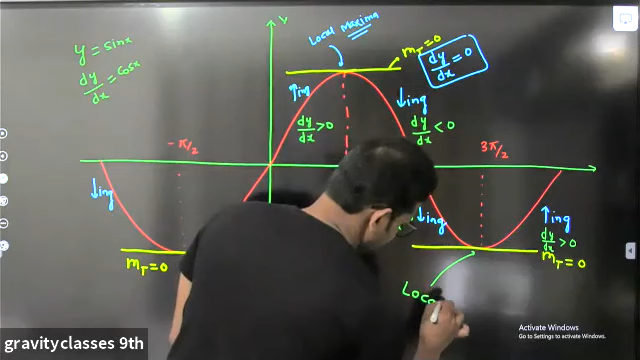 y = sinx
dy/dx = cosx
y
Local maxima
m_T = 0
dy/dx = 0
↑ing
dy/dx > 0
↓ing
dy/dx < 0
-π/2
3π/2
↓ing
↓ing
↑ing
dy/dx > 0
m_T = 0
m_T = 0
Loca
Activate Windows
Go to Settings to activate Windows.
gravityclasses 9th